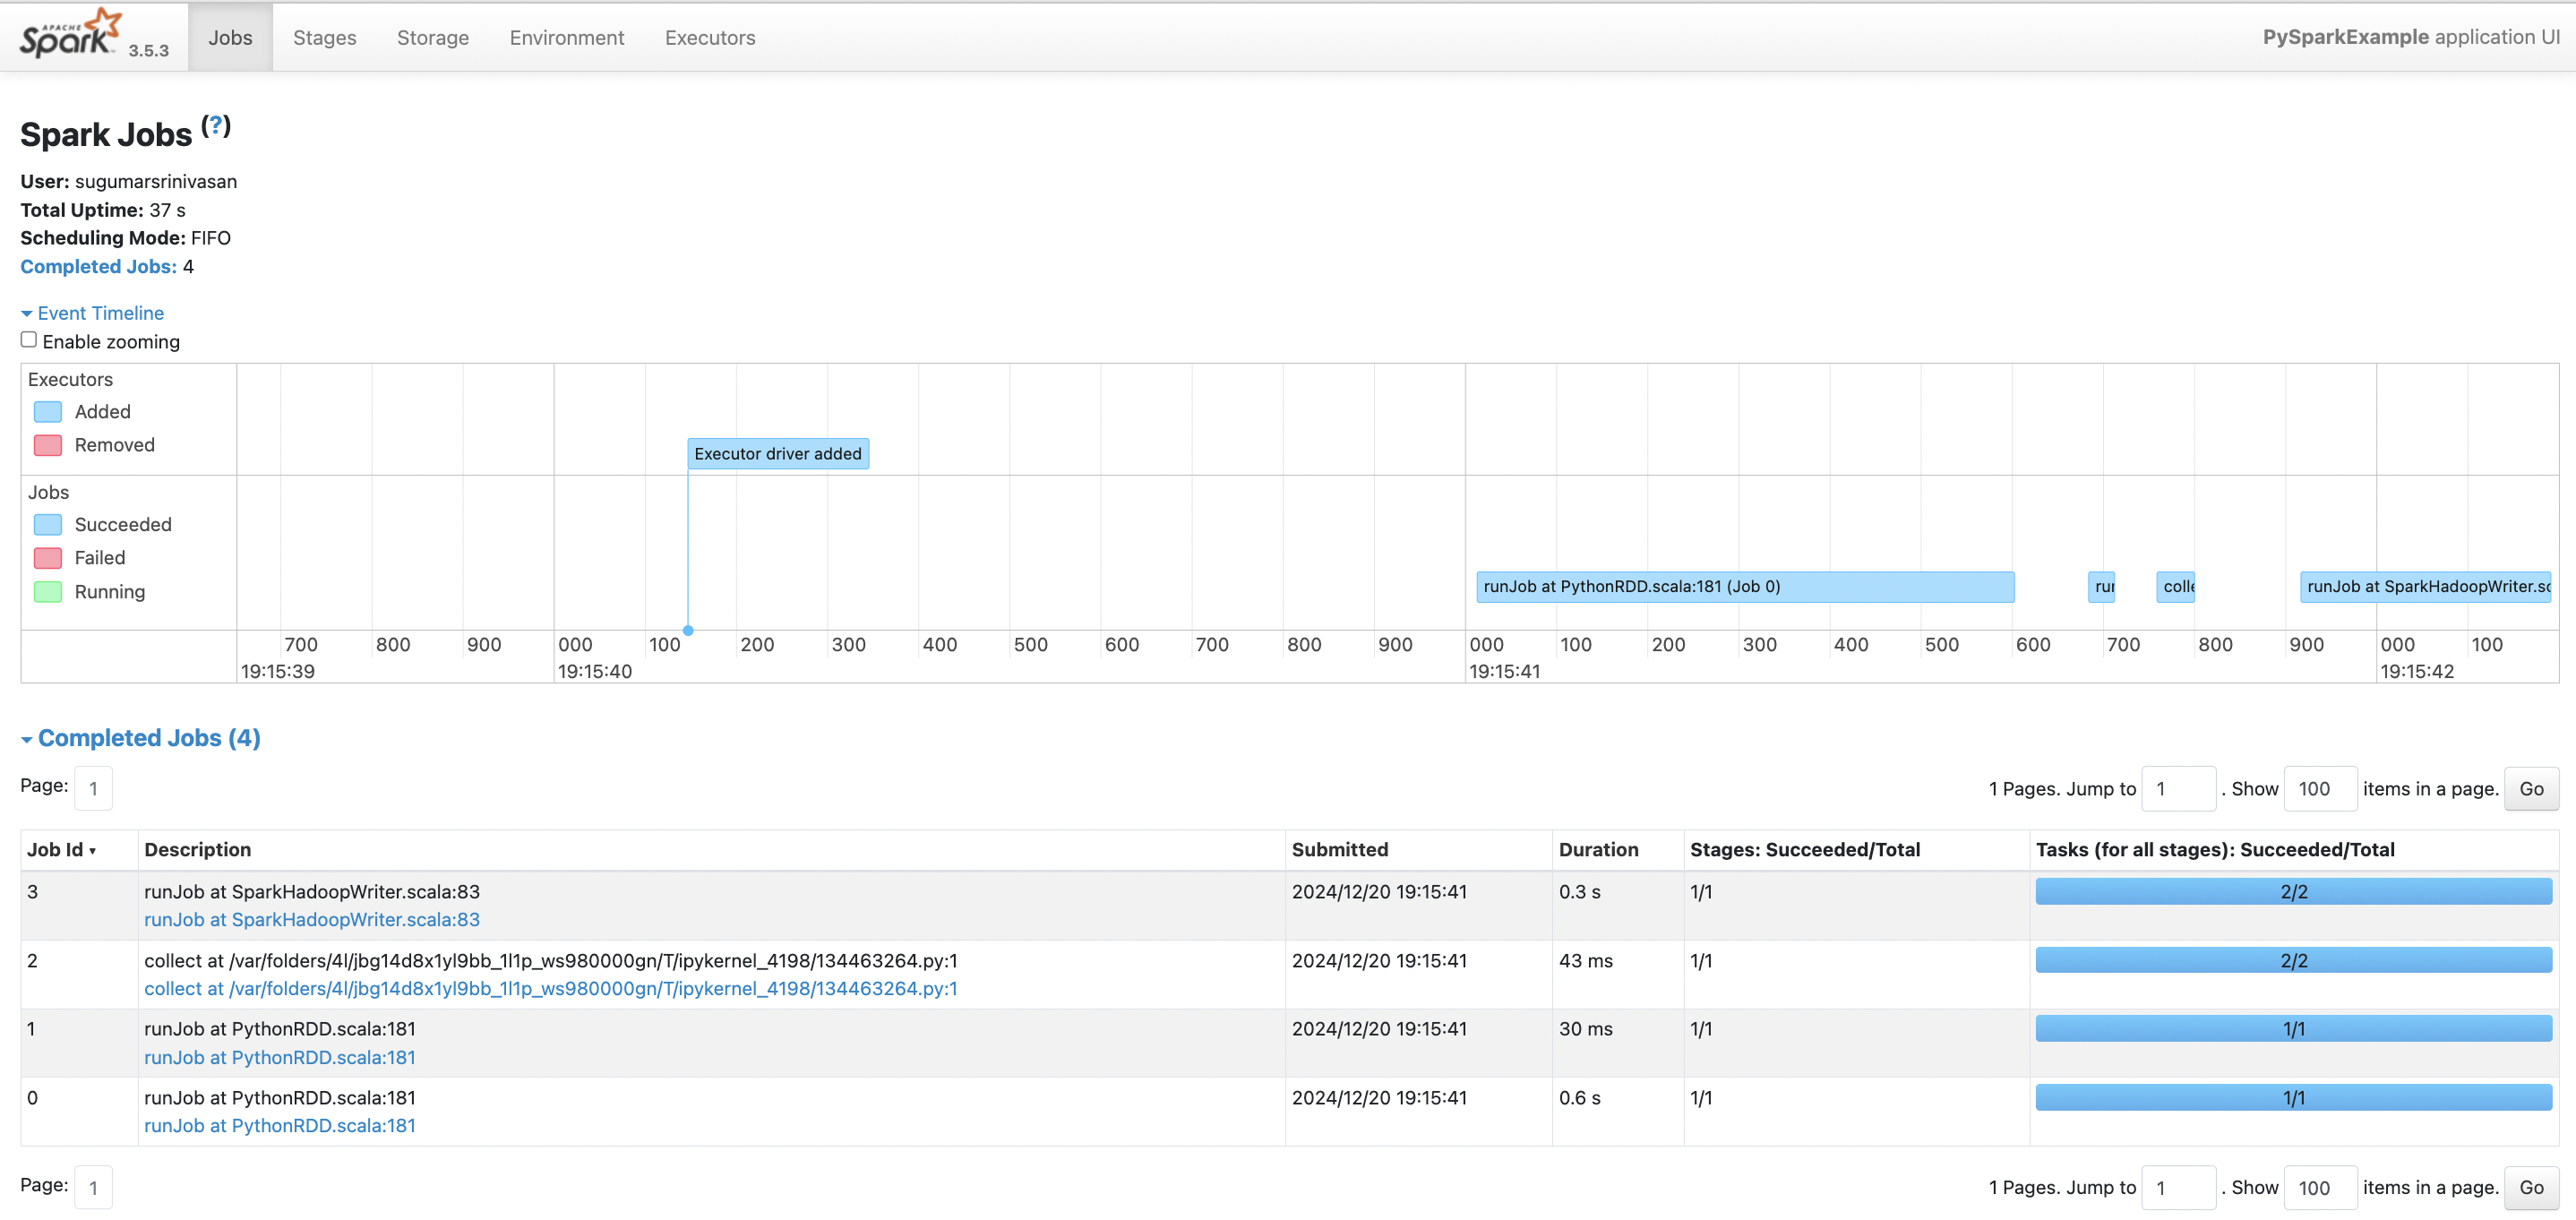 APACHE
Spark 3.5.3 Jobs Stages Storage Environment Executors PySparkExample application UI
Spark Jobs (?)
User: sugumarsrinivasan
Total Uptime: 37 s
Scheduling Mode: FIFO
Completed Jobs: 4
Event Timeline
Enable zooming
Executors
Added
Removed
Executor driver added
Jobs
Succeeded
Failed
Running
runJob at PythonRDD.scala:181 (Job 0) rur colle runJob at SparkHadoopWriter.sc
700 800 900 000 100 200 300 400 500 600 700 800 900 000 100 200 300 400 500 600 700 800 900 000 100
19:15:39 19:15:40 19:15:41 19:15:42
Completed Jobs (4)
Page: 1 1 Pages. Jump to 1 . Show 100 items in a page. Go
Job Id ▾ Description Submitted Duration Stages: Succeeded/Total Tasks (for all stages): Succeeded/Total
3 runJob at SparkHadoopWriter.scala:83 2024/12/20 19:15:41 0.3 s 1/1 2/2
runJob at SparkHadoopWriter.scala:83
2 collect at /var/folders/4l/jbg14d8x1yl9bb_1l1p_ws980000gn/T/ipykernel_4198/134463264.py:1 2024/12/20 19:15:41 43 ms 1/1 2/2
collect at /var/folders/4l/jbg14d8x1yl9bb_1l1p_ws980000gn/T/ipykernel_4198/134463264.py:1
1 runJob at PythonRDD.scala:181 2024/12/20 19:15:41 30 ms 1/1 1/1
runJob at PythonRDD.scala:181
0 runJob at PythonRDD.scala:181 2024/12/20 19:15:41 0.6 s 1/1 1/1
runJob at PythonRDD.scala:181
Page: 1 1 Pages. Jump to 1 . Show 100 items in a page. Go